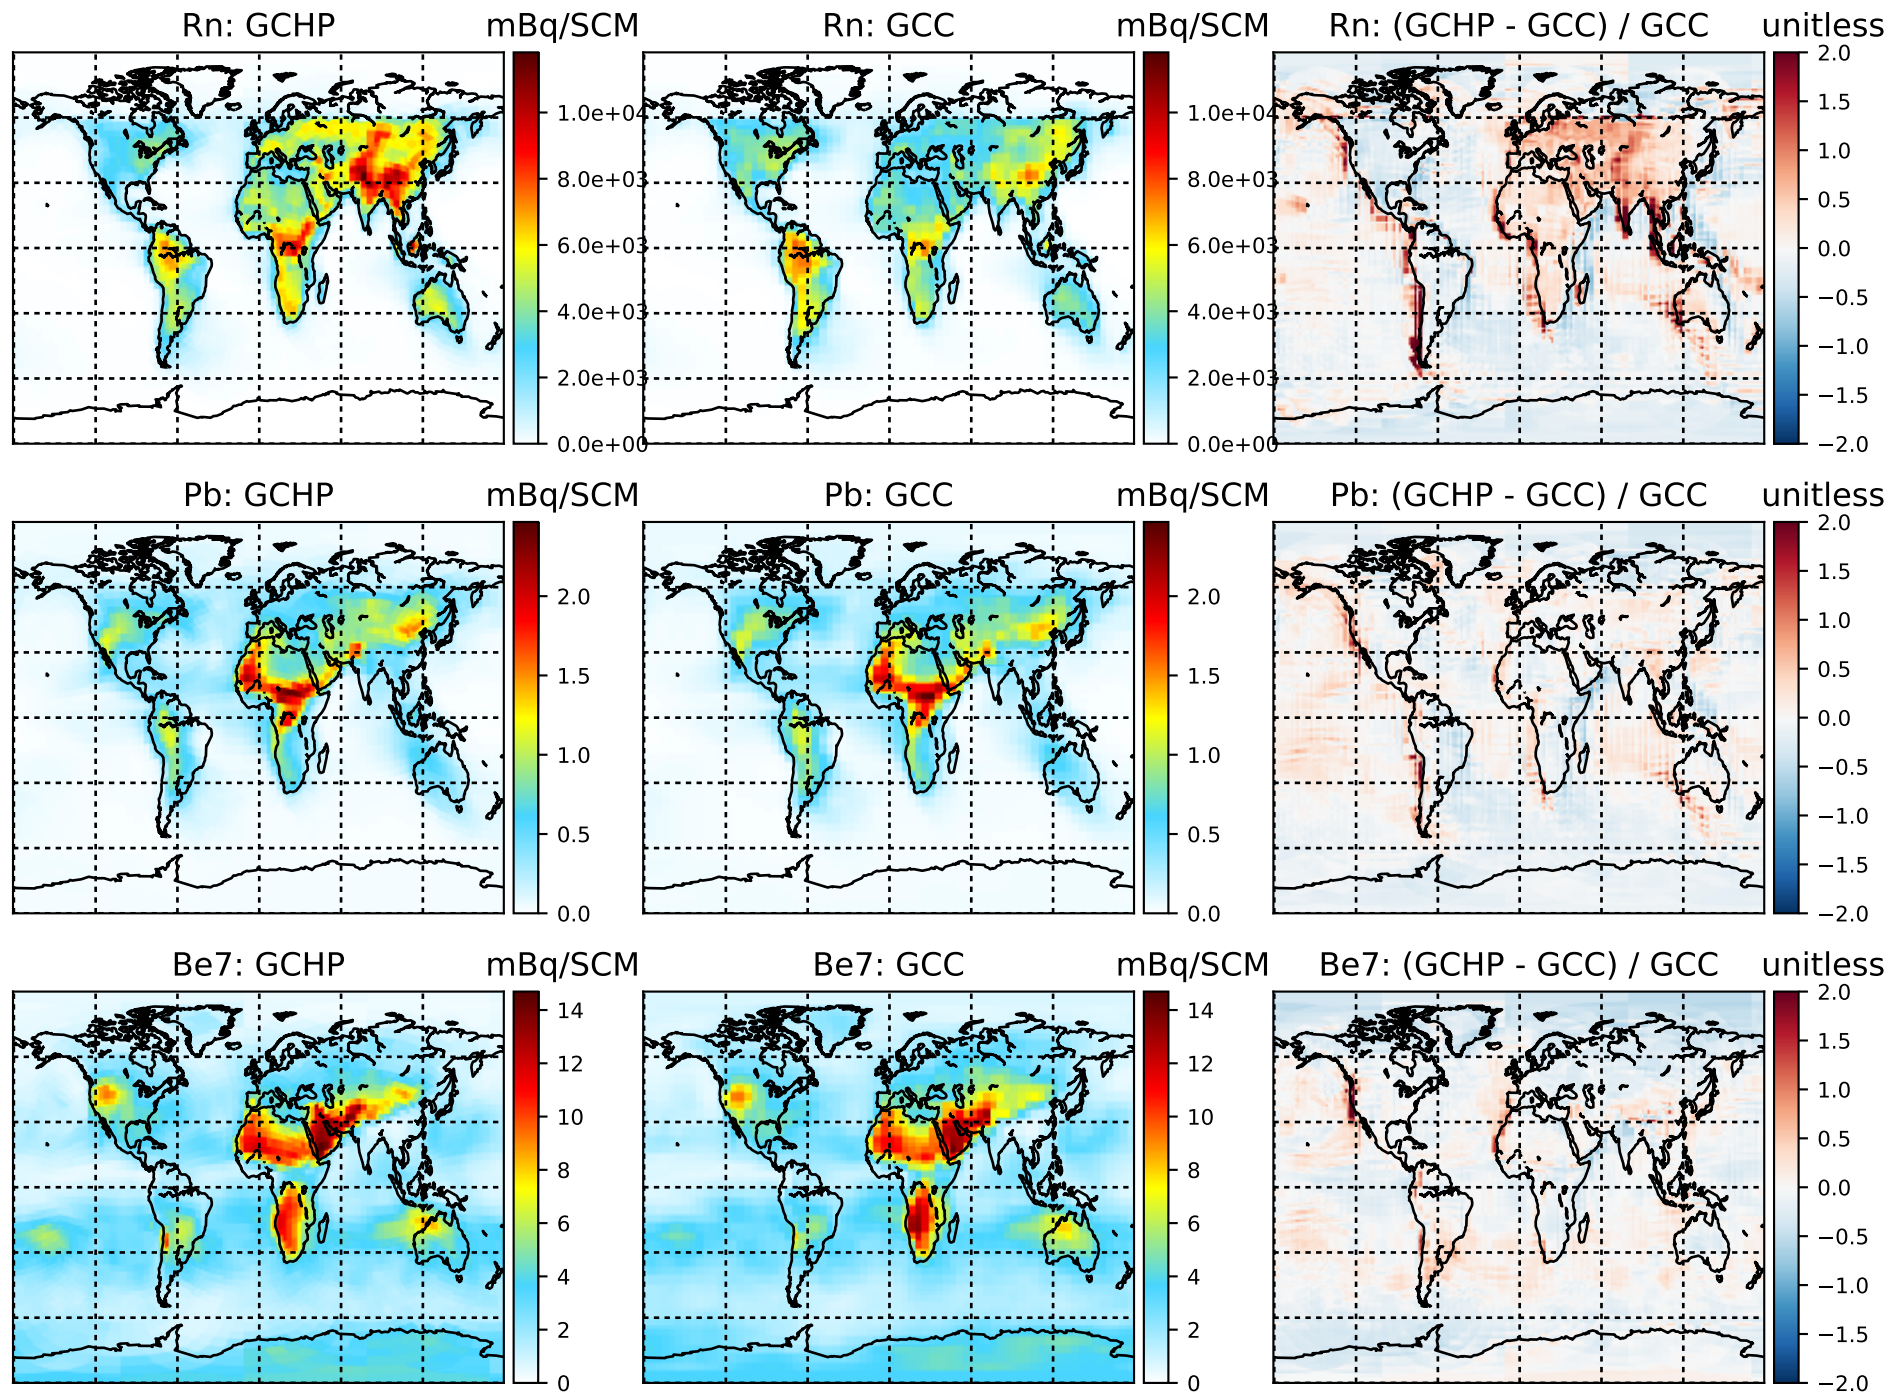 Rn: GCHP mBq/SCM Rn: GCC mBq/SCM Rn: (GCHP - GCC) / GCC unitless
1.0e+04 1.0e+04 2.0
8.0e+03 8.0e+03 1.5
6.0e+03 6.0e+03 1.0
4.0e+03 4.0e+03 0.5
2.0e+03 2.0e+03 0.0
0.0e+00 0.0e+00 −0.5
−1.0
−1.5
−2.0
Pb: GCHP mBq/SCM Pb: GCC mBq/SCM Pb: (GCHP - GCC) / GCC unitless
2.0 2.0 2.0
1.5 1.5 1.5
1.0 1.0 1.0
0.5 0.5 0.5
0.0 0.0 0.0
−0.5
−1.0
−1.5
−2.0
Be7: GCHP mBq/SCM Be7: GCC mBq/SCM Be7: (GCHP - GCC) / GCC unitless
14 14 2.0
12 12 1.5
10 10 1.0
8 8 0.5
6 6 0.0
4 4 −0.5
2 2 −1.0
0 0 −1.5
−2.0